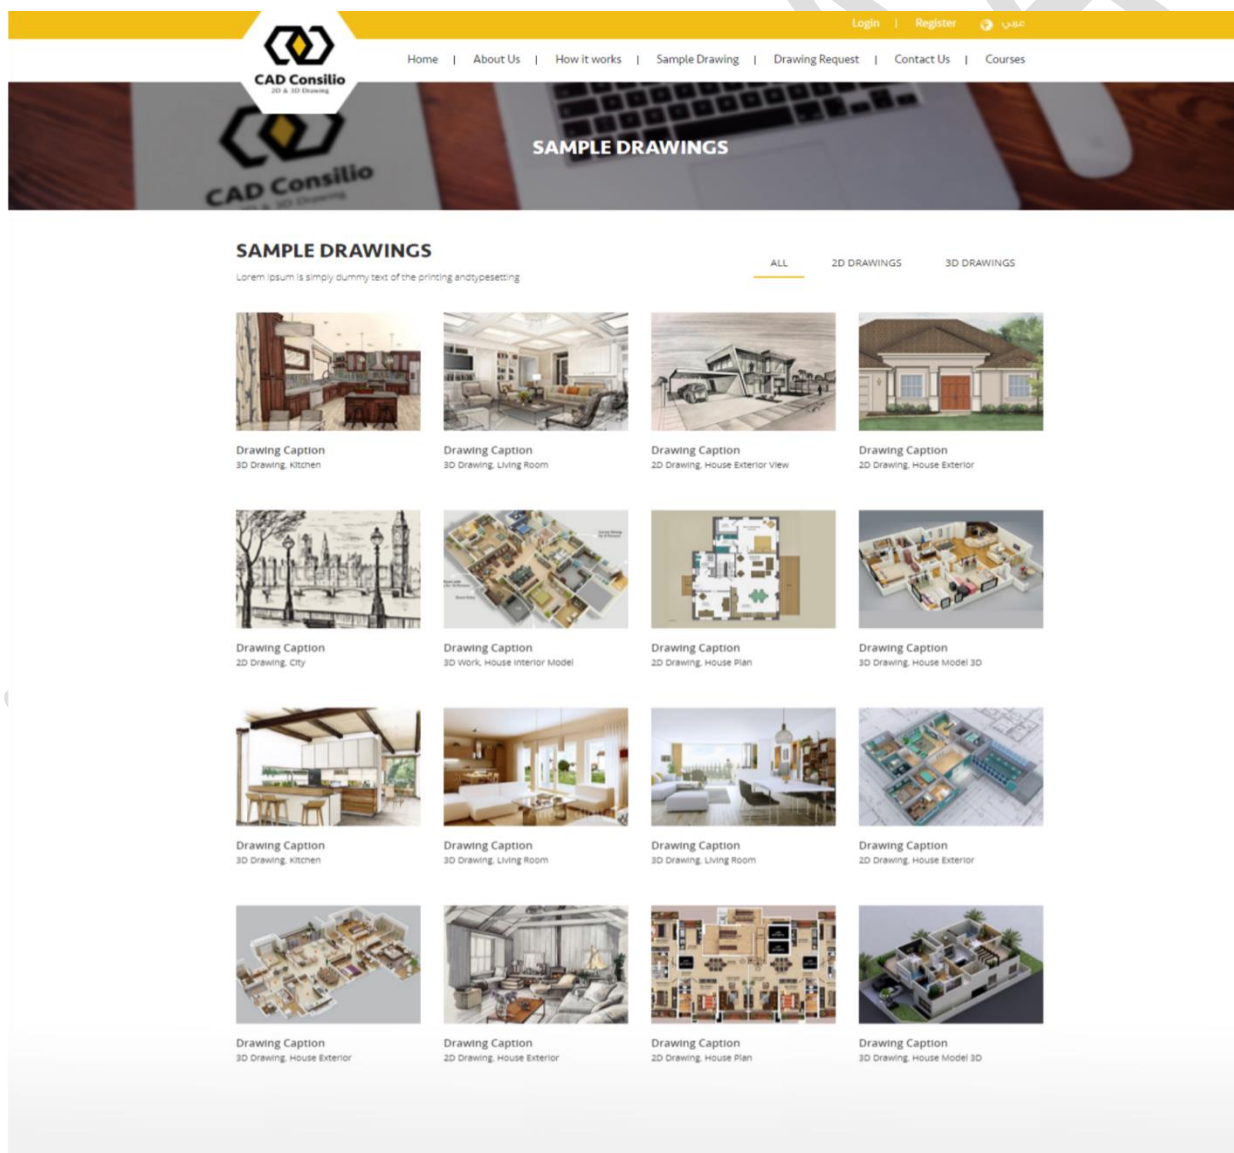 Login | Register عربي
CAD Consilio
2D & 3D Drawing
Home | About Us | How it works | Sample Drawing | Drawing Request | Contact Us | Courses
CAD Consilio
3D Drawing
SAMPLE DRAWINGS
SAMPLE DRAWINGS
Lorem Ipsum is simply dummy text of the printing andtypesetting
ALL 2D DRAWINGS 3D DRAWINGS
Drawing Caption
3D Drawing, Kitchen
Drawing Caption
3D Drawing, Living Room
Drawing Caption
2D Drawing, House Exterior View
Drawing Caption
2D Drawing, House Exterior
Drawing Caption
2D Drawing, City
Drawing Caption
3D Work, House Interior Model
Drawing Caption
2D Drawing, House Plan
Drawing Caption
3D Drawing, House Model 3D
Drawing Caption
3D Drawing, Kitchen
Drawing Caption
3D Drawing, Living Room
Drawing Caption
3D Drawing, Living Room
Drawing Caption
2D Drawing, House Exterior
Drawing Caption
3D Drawing, House Exterior
Drawing Caption
2D Drawing, House Exterior
Drawing Caption
2D Drawing, House Plan
Drawing Caption
3D Drawing, House Model 3D